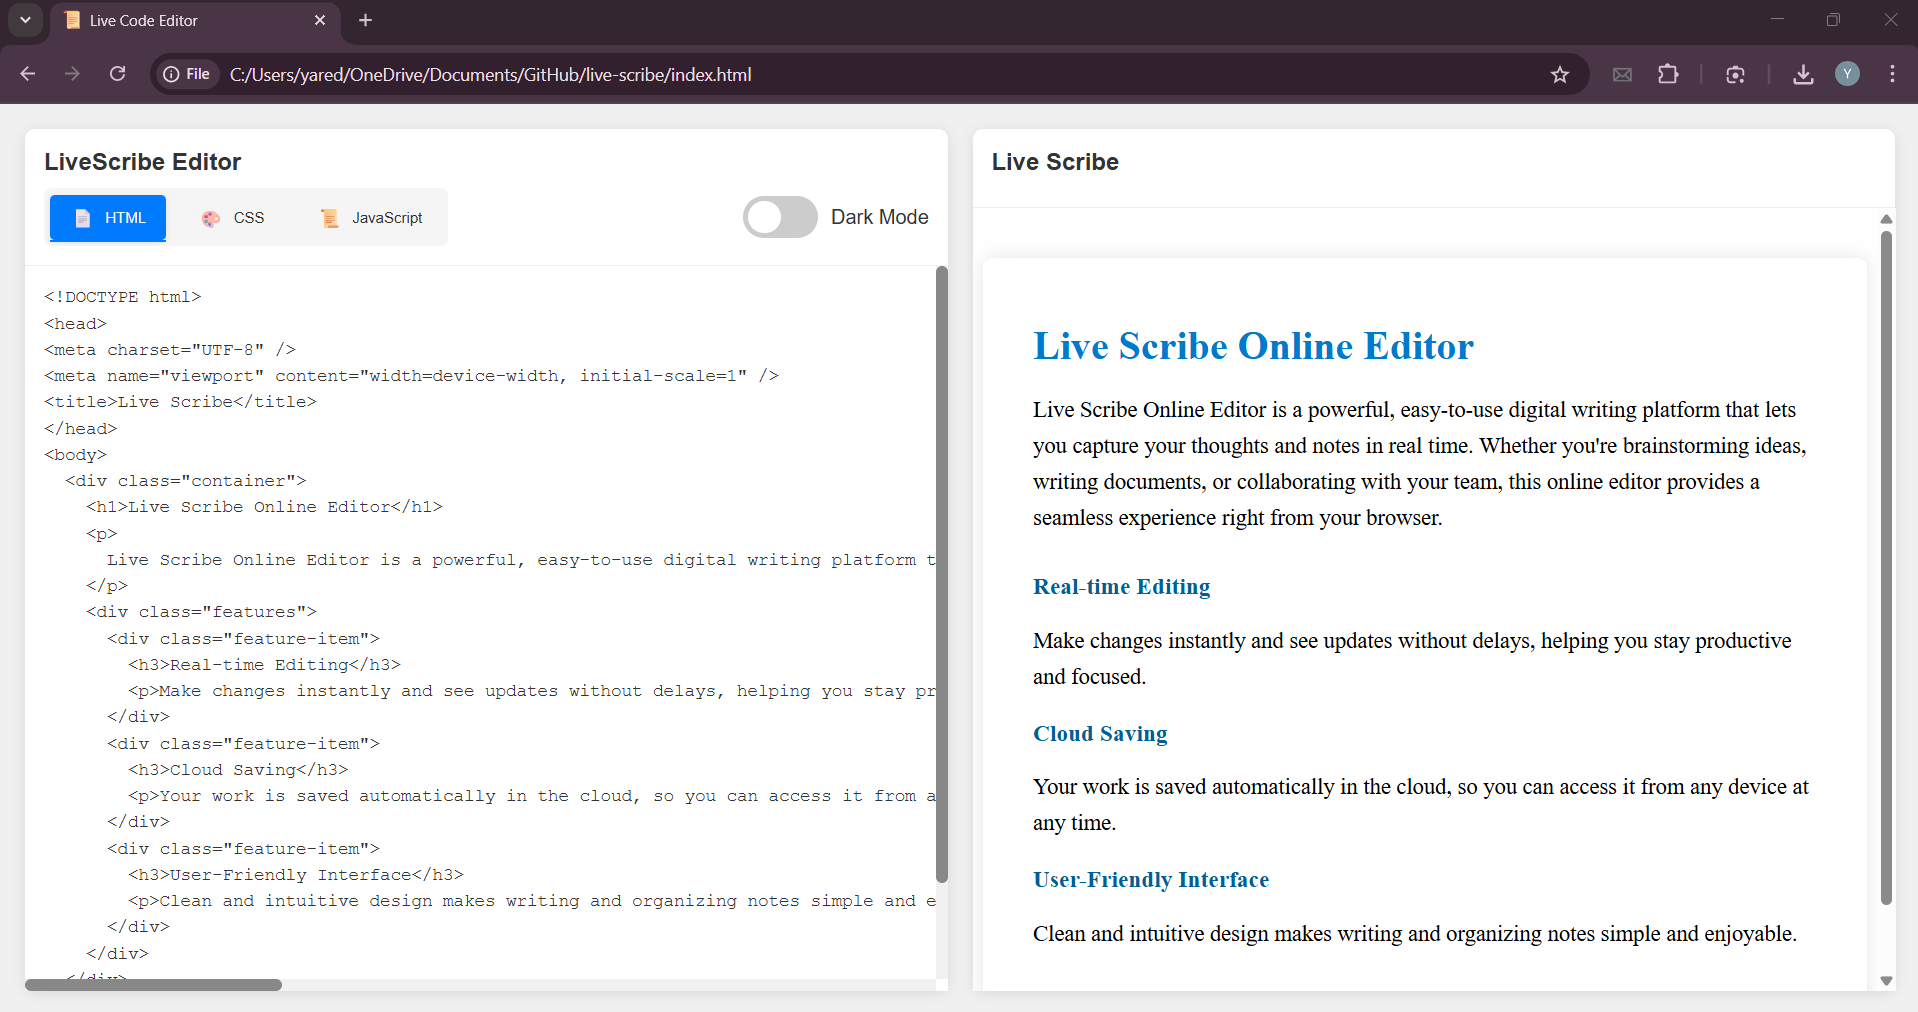 Live Code Editor
File
C:/Users/yared/OneDrive/Documents/GitHub/live-scribe/index.html
Y
LiveScribe Editor
HTML
CSS
JavaScript
Dark Mode
<!DOCTYPE html>
<head>
<meta charset="UTF-8" />
<meta name="viewport" content="width=device-width, initial-scale=1" />
<title>Live Scribe</title>
</head>
<body>
<div class="container">
<h1>Live Scribe Online Editor</h1>
<p>
Live Scribe Online Editor is a powerful, easy-to-use digital writing platform t
</p>
<div class="features">
<div class="feature-item">
<h3>Real-time Editing</h3>
<p>Make changes instantly and see updates without delays, helping you stay pr
</div>
<div class="feature-item">
<h3>Cloud Saving</h3>
<p>Your work is saved automatically in the cloud, so you can access it from a
</div>
<div class="feature-item">
<h3>User-Friendly Interface</h3>
<p>Clean and intuitive design makes writing and organizing notes simple and e
</div>
</div>
</div>
Live Scribe
Live Scribe Online Editor
Live Scribe Online Editor is a powerful, easy-to-use digital writing platform that lets
you capture your thoughts and notes in real time. Whether you're brainstorming ideas,
writing documents, or collaborating with your team, this online editor provides a
seamless experience right from your browser.
Real-time Editing
Make changes instantly and see updates without delays, helping you stay productive
and focused.
Cloud Saving
Your work is saved automatically in the cloud, so you can access it from any device at
any time.
User-Friendly Interface
Clean and intuitive design makes writing and organizing notes simple and enjoyable.